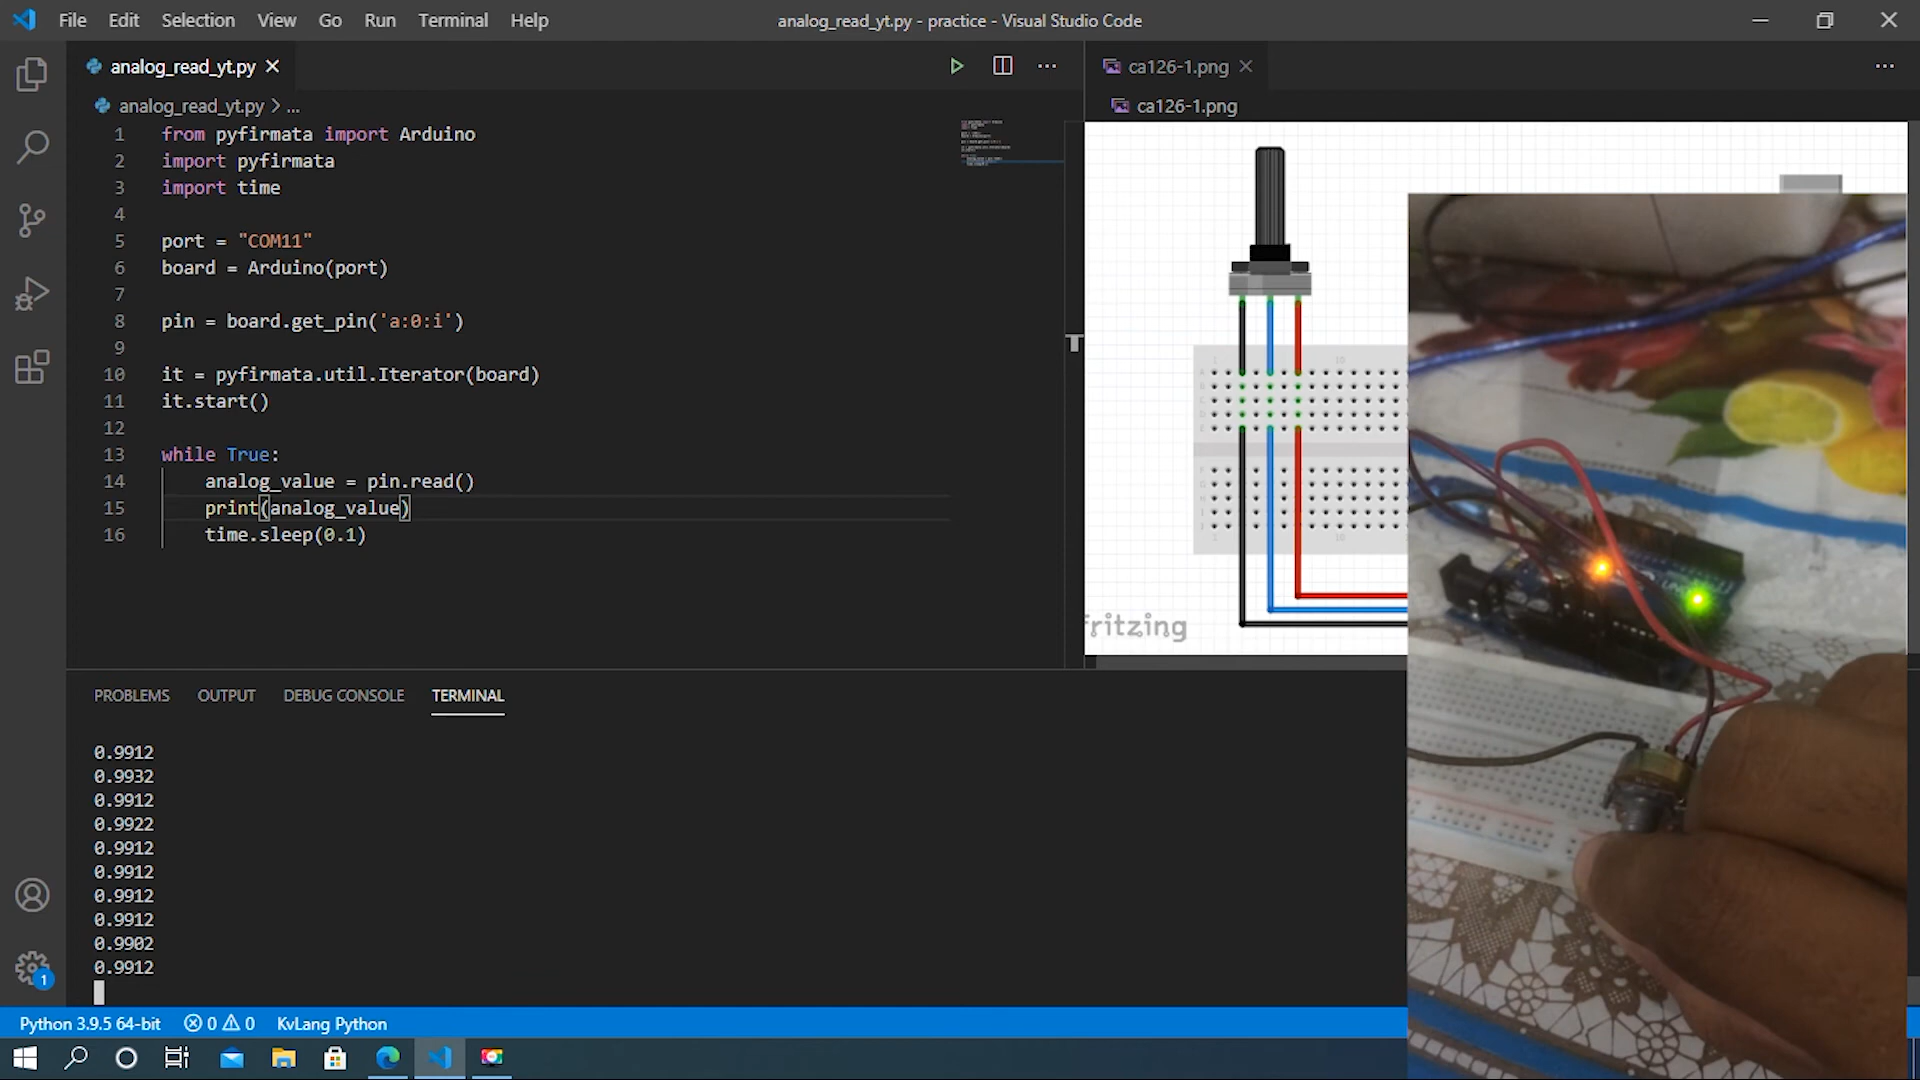 File Edit Selection View Go Run Terminal Help
analog_read_yt.py - practice - Visual Studio Code
analog_read_yt.py
ca126-1.png
analog_read_yt.py > ...
ca126-1.png
1 from pyfirmata import Arduino
2 import pyfirmata
3 import time
4
5 port = "COM11"
6 board = Arduino(port)
7
8 pin = board.get_pin('a:0:i')
9
10 it = pyfirmata.util.Iterator(board)
11 it.start()
12
13 while True:
14 analog_value = pin.read()
15 print(analog_value)
16 time.sleep(0.1)
fritzing
PROBLEMS OUTPUT DEBUG CONSOLE TERMINAL
0.9912
0.9932
0.9912
0.9922
0.9912
0.9912
0.9912
0.9912
0.9902
0.9912
1
Python 3.9.5 64-bit 0 0 KvLang Python